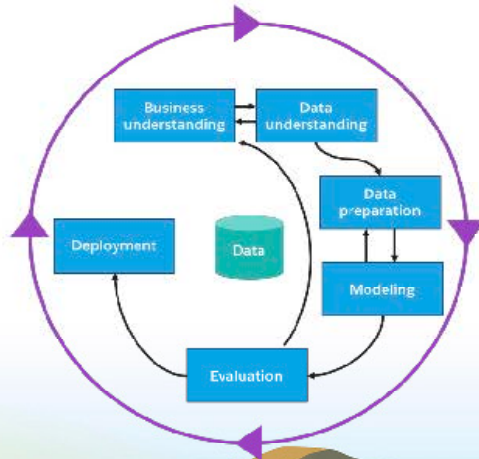 Business
understanding
Data
understanding
Data
preparation
Deployment
Data
Modeling
Evaluation